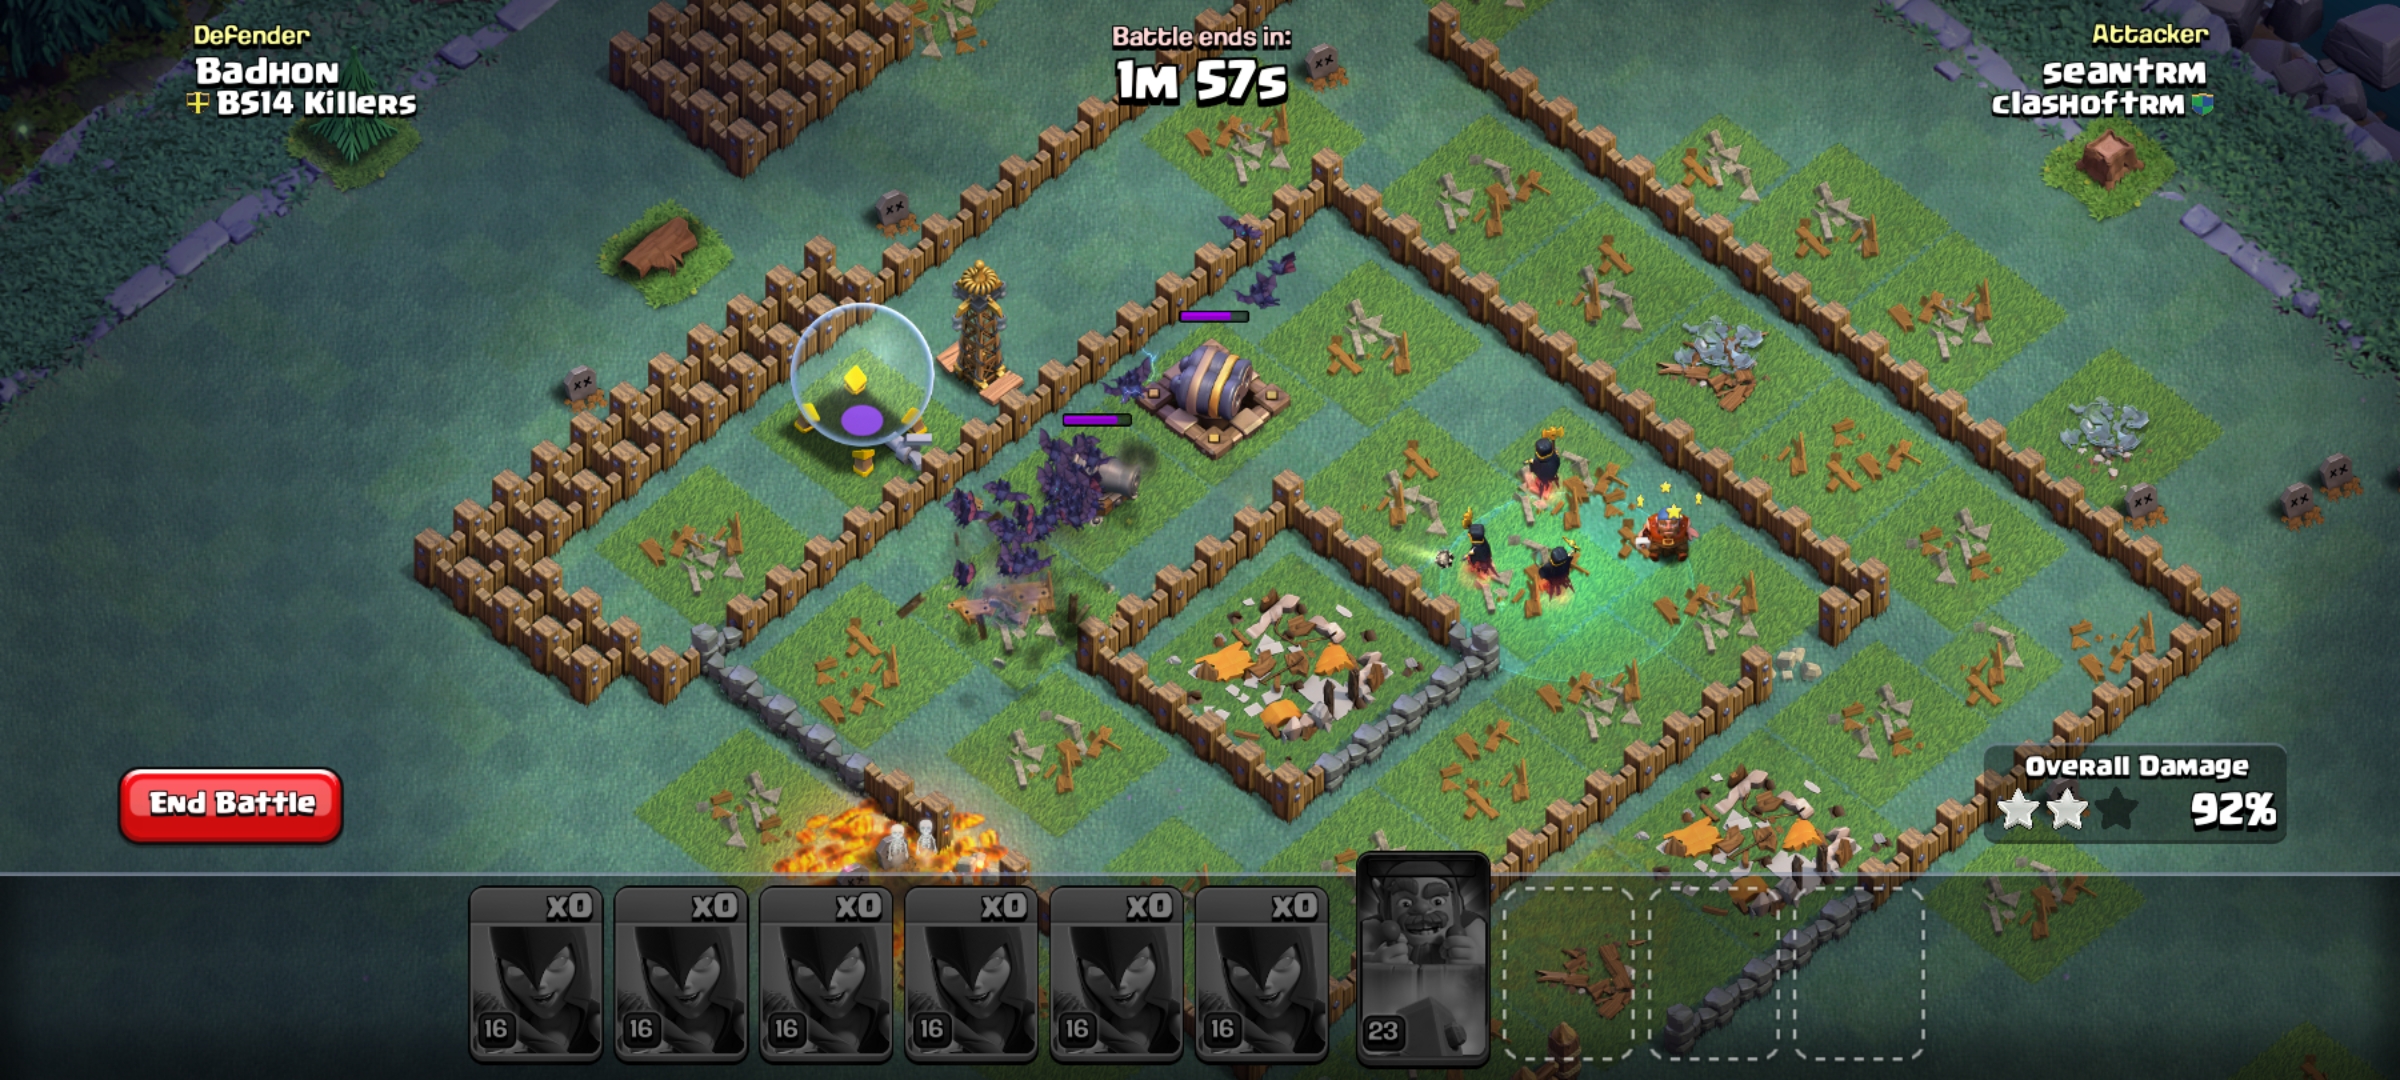 Defender
Badhon
BS14 Killers
Battle ends in:
1M 57s
Attacker
seantRM
clashoftRM
End Battle
Overall Damage
92%
x0
x0
x0
x0
x0
x0
16
16
16
16
16
16
23